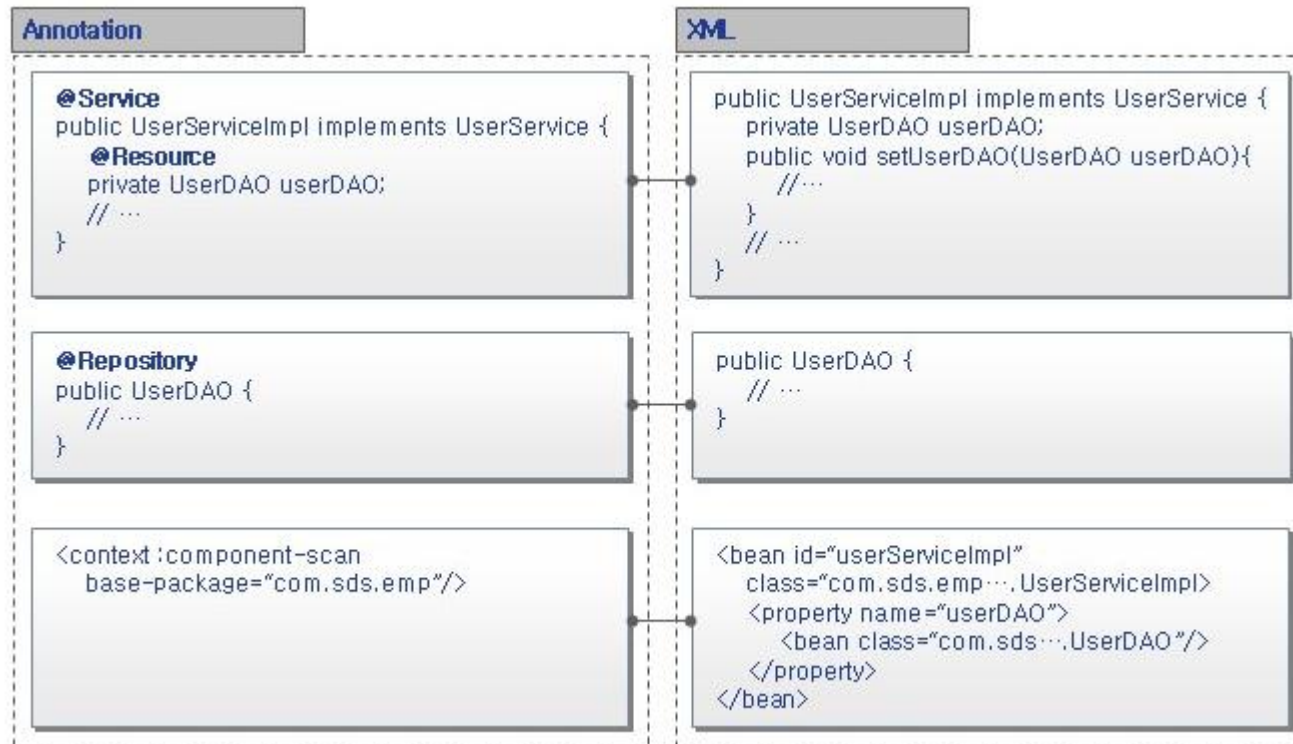 Annotation
@Service
public UserServiceImpl implements UserService {
@Resource
private UserDAO userDAO;
// ···
}
@Repository
public UserDAO {
// ···
}
<context:component-scan
base-package="com.sds.emp"/>
XML
public UserServiceImpl implements UserService {
private UserDAO userDAO;
public void setUserDAO(UserDAO userDAO){
//···
}
// ···
}
public UserDAO {
// ···
}
<bean id="userServiceImpl"
class="com.sds.emp···.UserServiceImpl>
<property name="userDAO">
<bean class="com.sds···.UserDAO"/>
</property>
</bean>